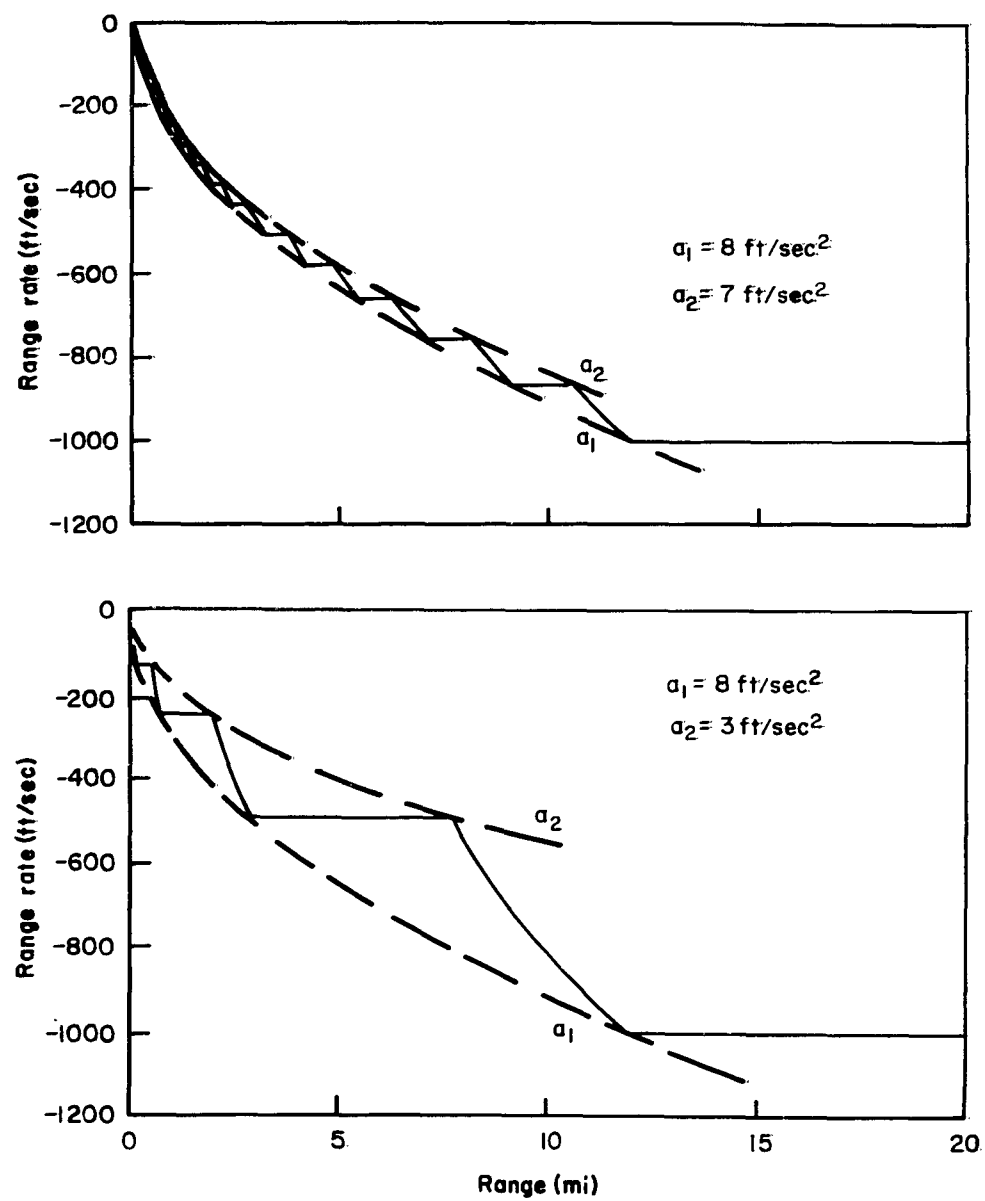 0
-200
-400
-600
-800
-1000
-1200
Range rate (ft/sec)
a₁ = 8 ft/sec²
a₂ = 7 ft/sec²
a₂
a₁
0
-200
-400
-600
-800
-1000
-1200
Range rate (ft/sec)
a₁ = 8 ft/sec²
a₂ = 3 ft/sec²
a₂
a₁
0 5 10 15 20
Range (mi)